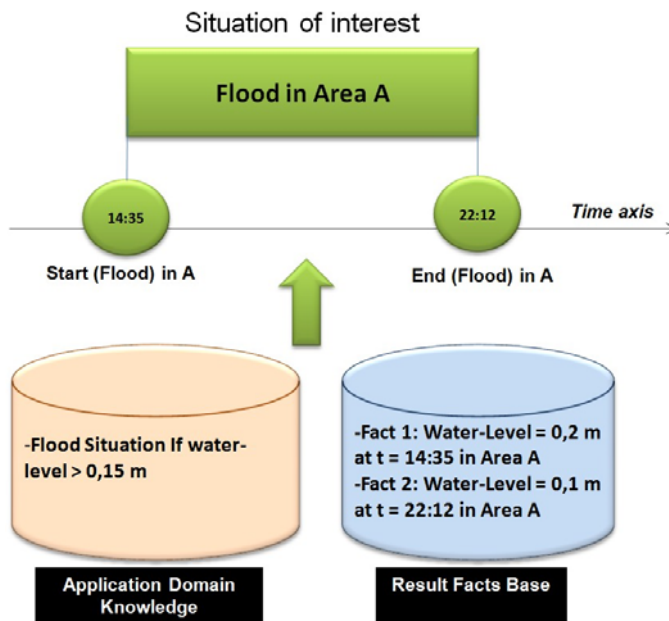 Situation of interest
Flood in Area A
14:35
22:12
Time axis
Start (Flood) in A
End (Flood) in A
-Flood Situation If water-
level > 0,15 m
-Fact 1: Water-Level = 0,2 m
at t = 14:35 in Area A
-Fact 2: Water-Level = 0,1 m
at t = 22:12 in Area A
Application Domain
Knowledge
Result Facts Base